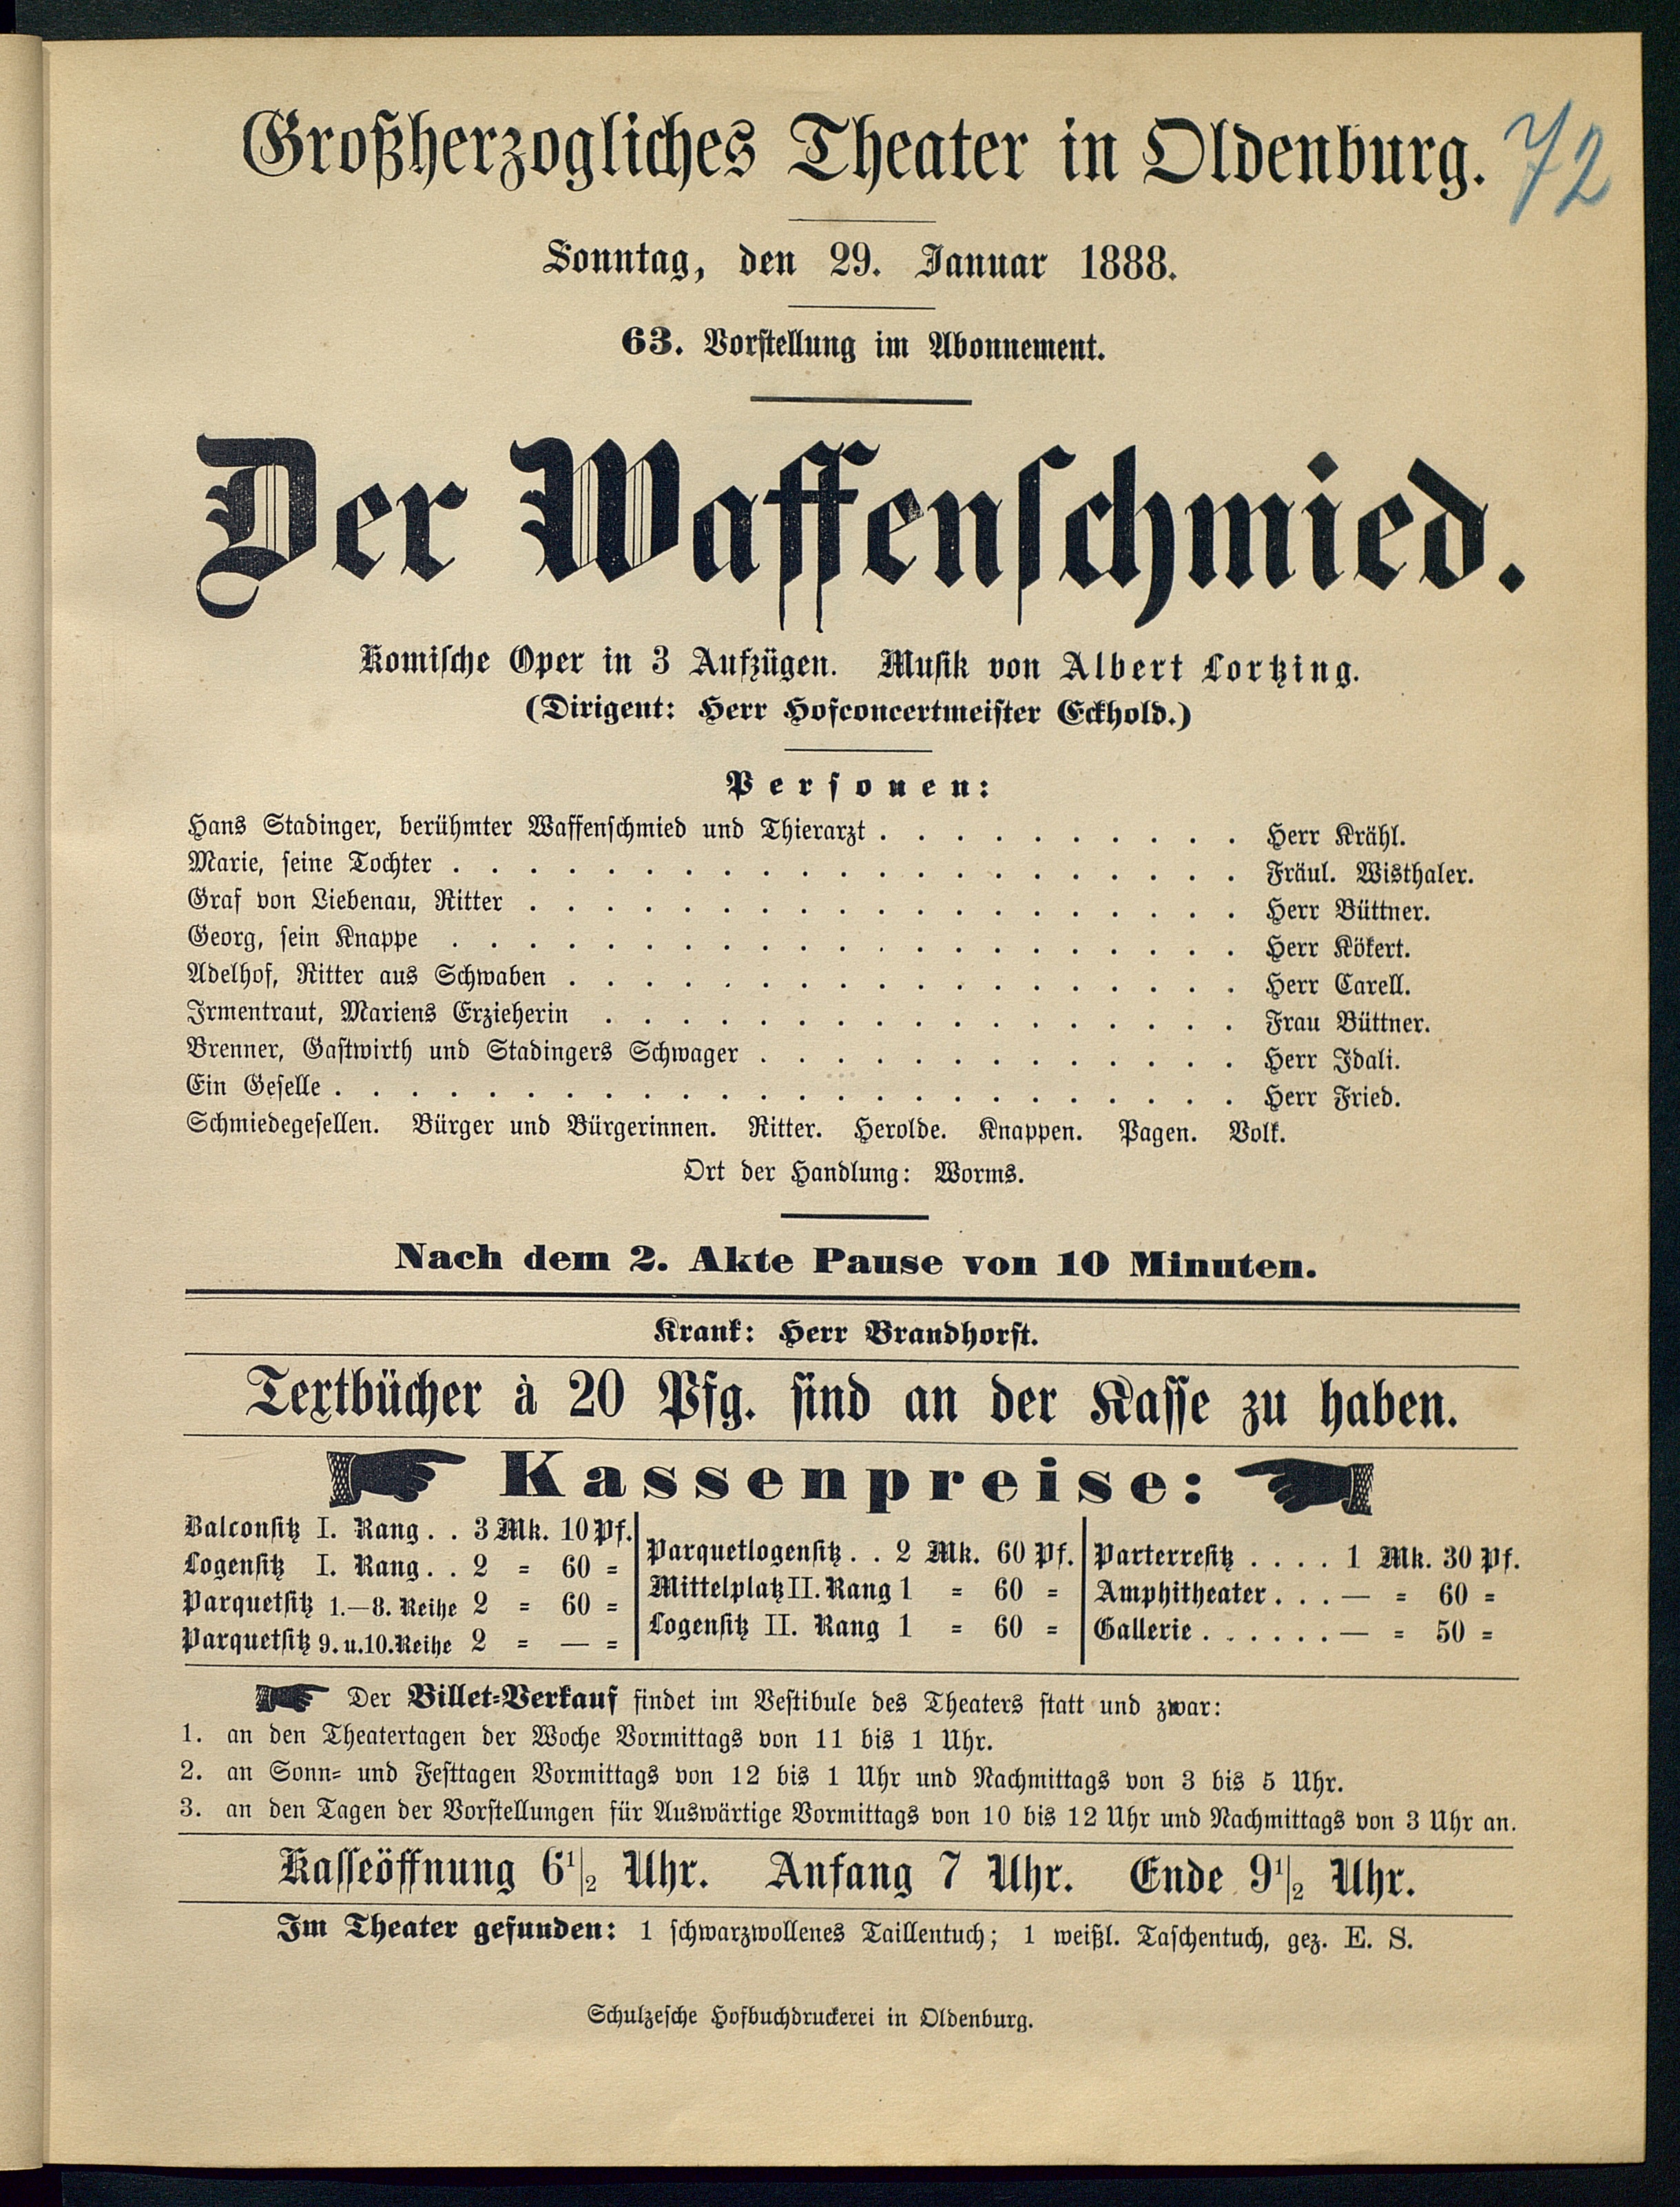 Großherzogliches Theater in Oldenburg.
72
Sonntag, den 29. Januar 1888.
63. Vorstellung im Abonnement.
Der Waffenschmied.
Komische Oper in 3 Aufzügen. Musik von Albert Lortzing.
(Dirigent: Herr Hofconcertmeister Eckhold.)
Personen:
Hans Stadinger, berühmter Waffenschmied und Thierarzt . . . . . . . . . . Herr Krähl.
Marie, seine Tochter . . . . . . . . . . . . . . . . . . . . . Fräul. Wisthaler.
Graf von Liebenau, Ritter . . . . . . . . . . . . . . . . . . . Herr Büttner.
Georg, sein Knappe . . . . . . . . . . . . . . . . . . . . . Herr Kökert.
Adelhof, Ritter aus Schwaben . . . . . . . . . . . . . . . . . . Herr Carell.
Irmentraut, Mariens Erzieherin . . . . . . . . . . . . . . . . . Frau Büttner.
Brenner, Gastwirth und Stadingers Schwager . . . . . . . . . . . . . Herr Idali.
Ein Geselle . . . . . . . . . . . . . . . . . . . . . . . . Herr Fried.
Schmiedegesellen. Bürger und Bürgerinnen. Ritter. Herolde. Knappen. Pagen. Volk.
Ort der Handlung: Worms.
Nach dem 2. Akte Pause von 10 Minuten.
Krank: Herr Brandhorst.
Textbücher à 20 Pfg. sind an der Kasse zu haben.
Kassenpreise:
Balconsitz I. Rang . . 3 Mk. 10 Pf.
Logensitz I. Rang . . 2 = 60 =
Parquetsitz 1.—8. Reihe 2 = 60 =
Parquetsitz 9. u. 10. Reihe 2 = — =
Parquetlogensitz . . 2 Mk. 60 Pf.
Mittelplatz II. Rang 1 = 60 =
Logensitz II. Rang 1 = 60 =
Parterresitz . . . . 1 Mk. 30 Pf.
Amphitheater . . . — = 60 =
Gallerie . . . . . . — = 50 =
Der Billet=Verkauf findet im Vestibule des Theaters statt und zwar:
1. an den Theatertagen der Woche Vormittags von 11 bis 1 Uhr.
2. an Sonn= und Festtagen Vormittags von 12 bis 1 Uhr und Nachmittags von 3 bis 5 Uhr.
3. an den Tagen der Vorstellungen für Auswärtige Vormittags von 10 bis 12 Uhr und Nachmittags von 3 Uhr an.
Kasseöffnung 6 1/2 Uhr. Anfang 7 Uhr. Ende 9 1/2 Uhr.
Im Theater gefunden: 1 schwarzwollenes Taillentuch; 1 weißl. Taschentuch, gez. E. S.
Schulzesche Hofbuchdruckerei in Oldenburg.